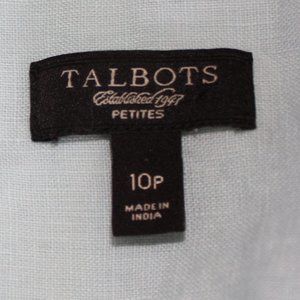 TALBOTS
Established 1947
PETITES
10P
MADE IN
INDIA